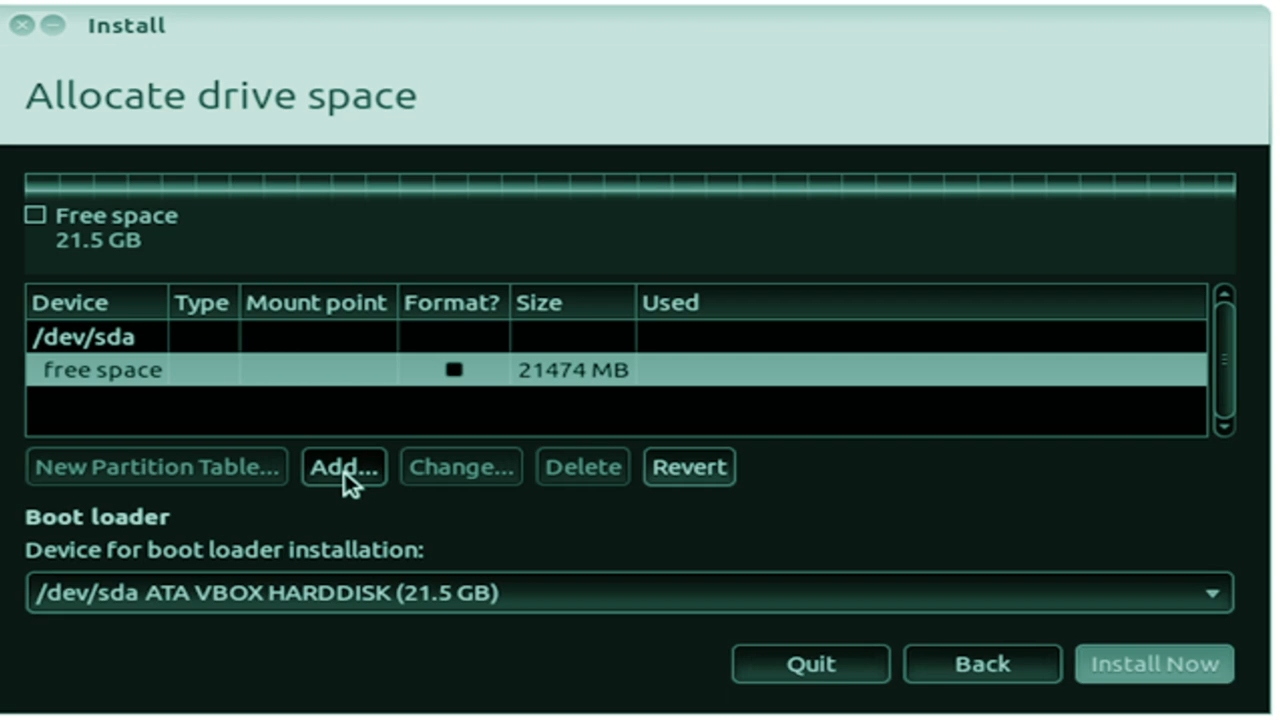 Install
Allocate drive space
Free space
21.5 GB
Device Type Mount point Format? Size Used
/dev/sda
free space 21474 MB
New Partition Table... Add... Change... Delete Revert
Boot loader
Device for boot loader installation:
/dev/sda ATA VBOX HARDDISK (21.5 GB)
Quit Back Install Now